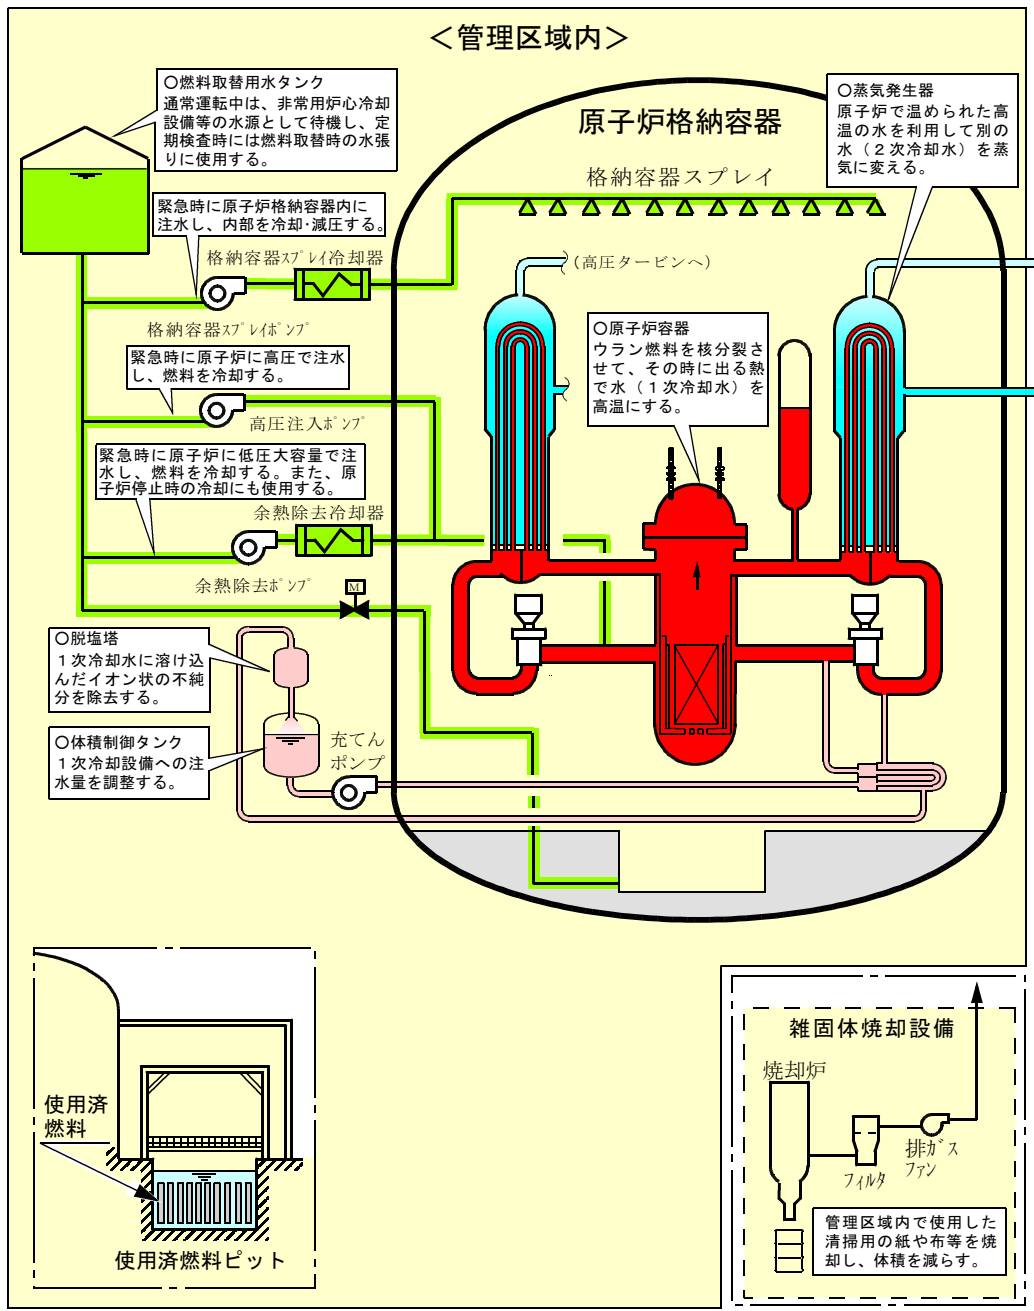 ＜管理区域内＞
○燃料取替用水タンク
通常運転中は、非常用炉心冷却
設備等の水源として待機し、定
期検査時には燃料取替時の水張
りに使用する。
○蒸気発生器
原子炉で温められた高
温の水を利用して別の
水（２次冷却水）を蒸
気に変える。
原子炉格納容器
格納容器スプレイ
緊急時に原子炉格納容器内に
注水し、内部を冷却･減圧する。
格納容器ｽﾌﾟﾚｲ冷却器
（高圧タービンへ）
格納容器ｽﾌﾟﾚｲﾎﾟﾝﾌﾟ
○原子炉容器
ウラン燃料を核分裂さ
せて、その時に出る熱
で水（１次冷却水）を
高温にする。
緊急時に原子炉に高圧で注水
し、燃料を冷却する。
高圧注入ﾎﾟﾝﾌﾟ
緊急時に原子炉に低圧大容量で注
水し、燃料を冷却する。また、原
子炉停止時の冷却にも使用する。
余熱除去冷却器
余熱除去ﾎﾟﾝﾌﾟ
M
○脱塩塔
１次冷却水に溶け込
んだイオン状の不純
分を除去する。
○体積制御タンク
１次冷却設備への注
水量を調整する。
充てん
ポンプ
使用済
燃料
使用済燃料ピット
雑固体焼却設備
焼却炉
排ｶﾞｽ
ﾌｧﾝ
ﾌｨﾙﾀ
管理区域内で使用した
清掃用の紙や布等を焼
却し、体積を減らす。